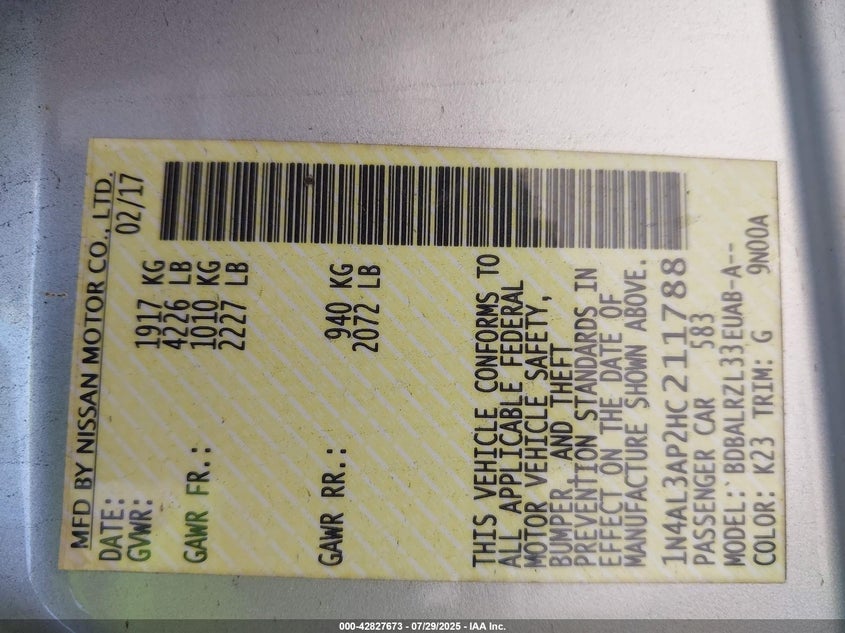 MFD BY NISSAN MOTOR CO., LTD.
DATE: 02/17
GVWR: 1917 KG
4226 LB
GAWR FR.: 1010 KG
2227 LB
GAWR RR.: 940 KG
2072 LB
THIS VEHICLE CONFORMS TO
ALL APPLICABLE FEDERAL
MOTOR VEHICLE SAFETY,
BUMPER, AND THEFT
PREVENTION STANDARDS IN
EFFECT ON THE DATE OF
MANUFACTURE SHOWN ABOVE.
1N4AL3AP2HC211788
PASSENGER CAR 583
MODEL: BDBALRZL33EUAB-A--
COLOR: K23 TRIM: G 9N00A
000-42827673 - 07/29/2025 - IAA Inc.